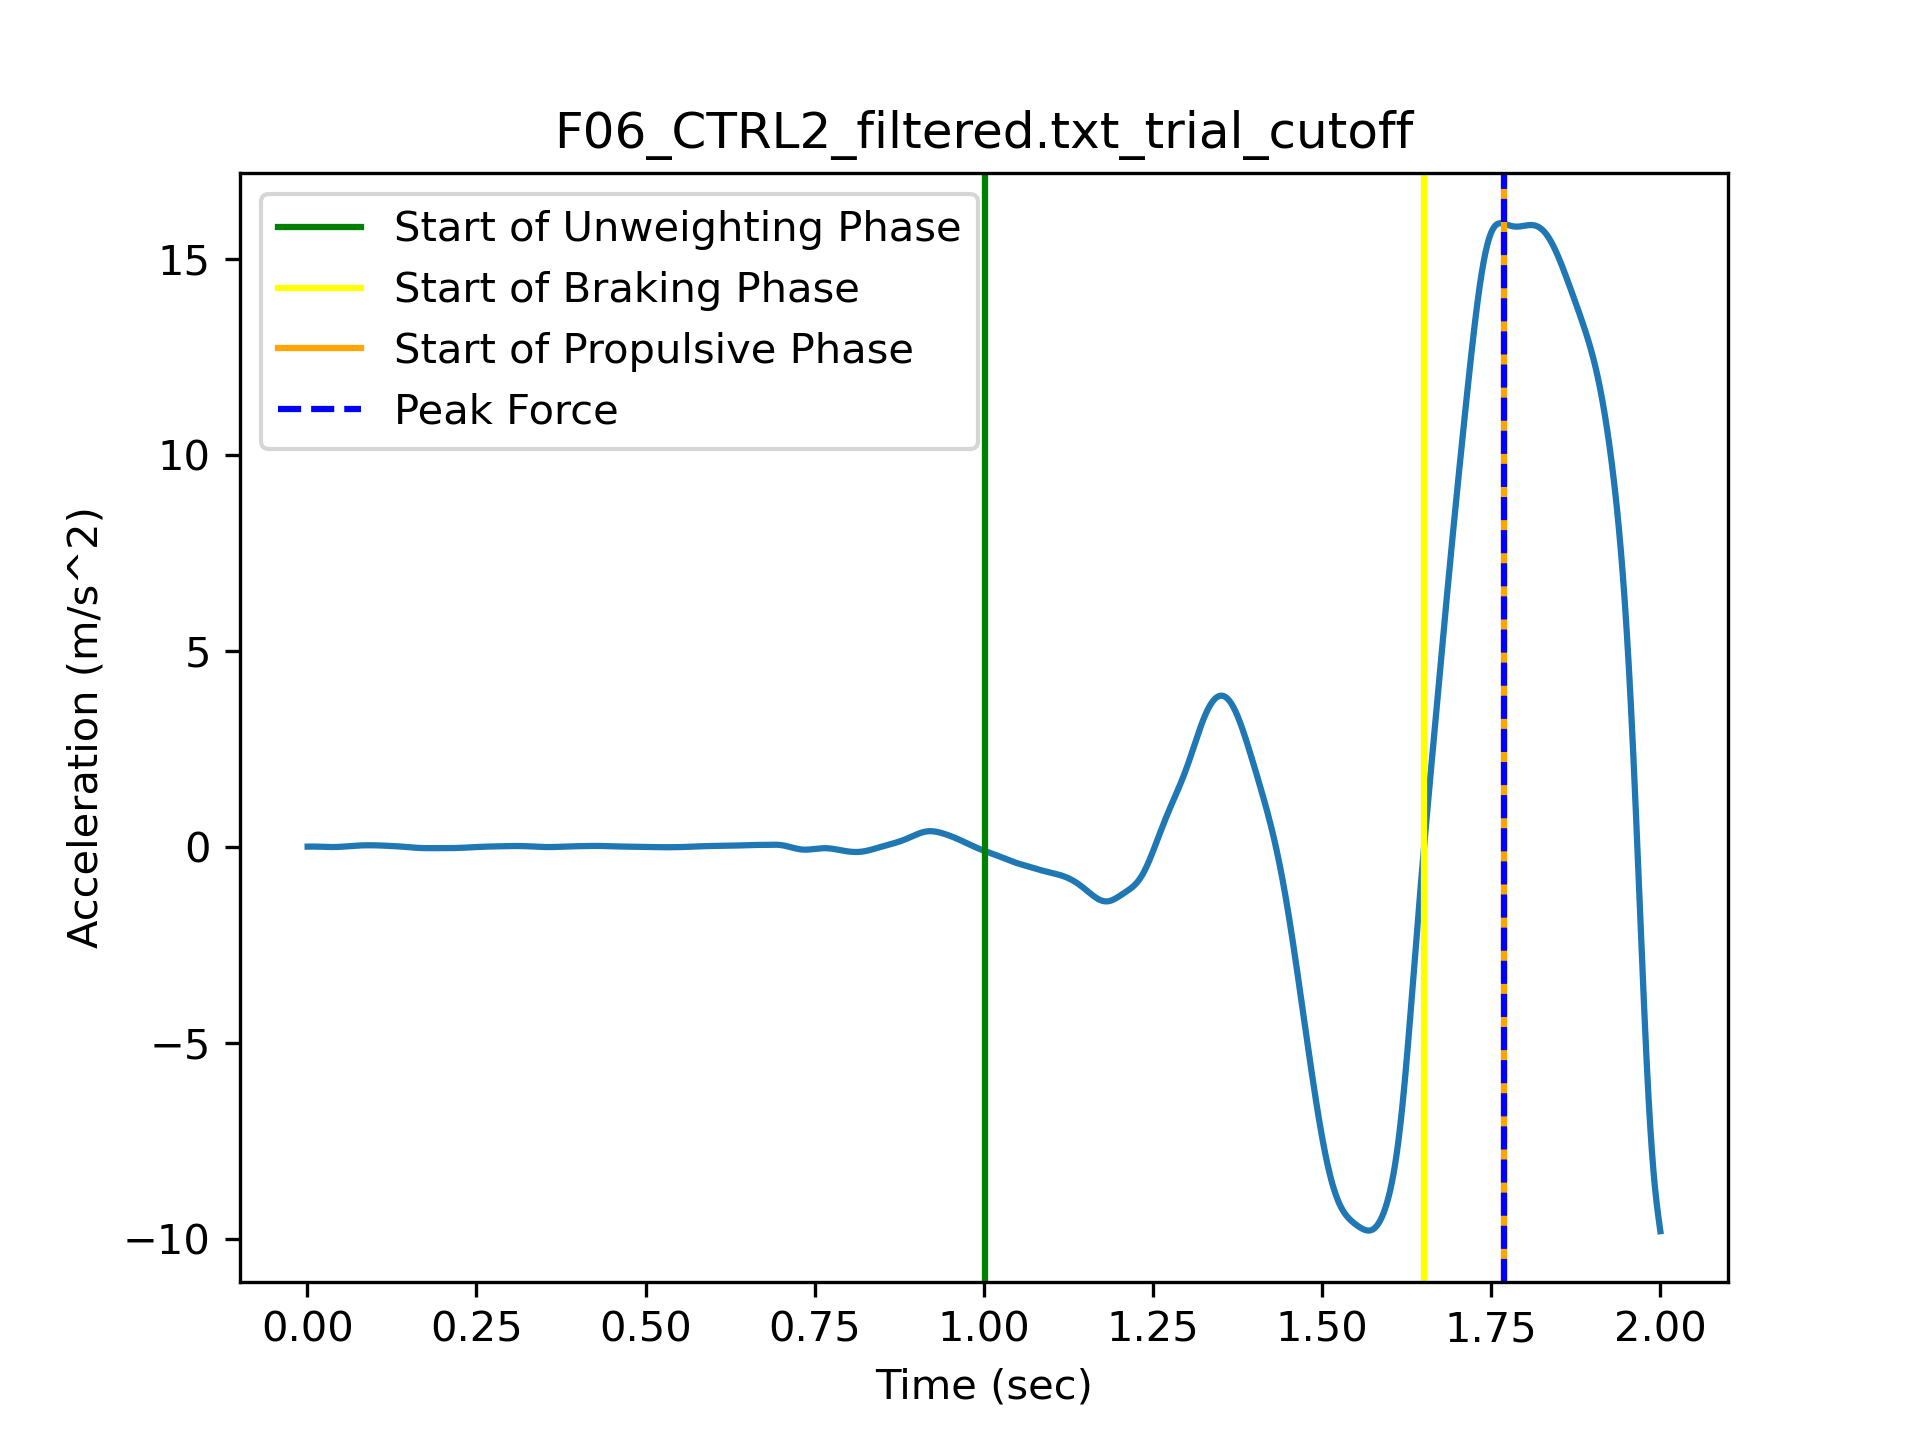 F06_CTRL2_filtered.txt_trial_cutoff
Start of Unweighting Phase
Start of Braking Phase
Start of Propulsive Phase
Peak Force
Acceleration (m/s^2)
15
10
5
0
−5
−10
0.00 0.25 0.50 0.75 1.00 1.25 1.50 1.75 2.00
Time (sec)